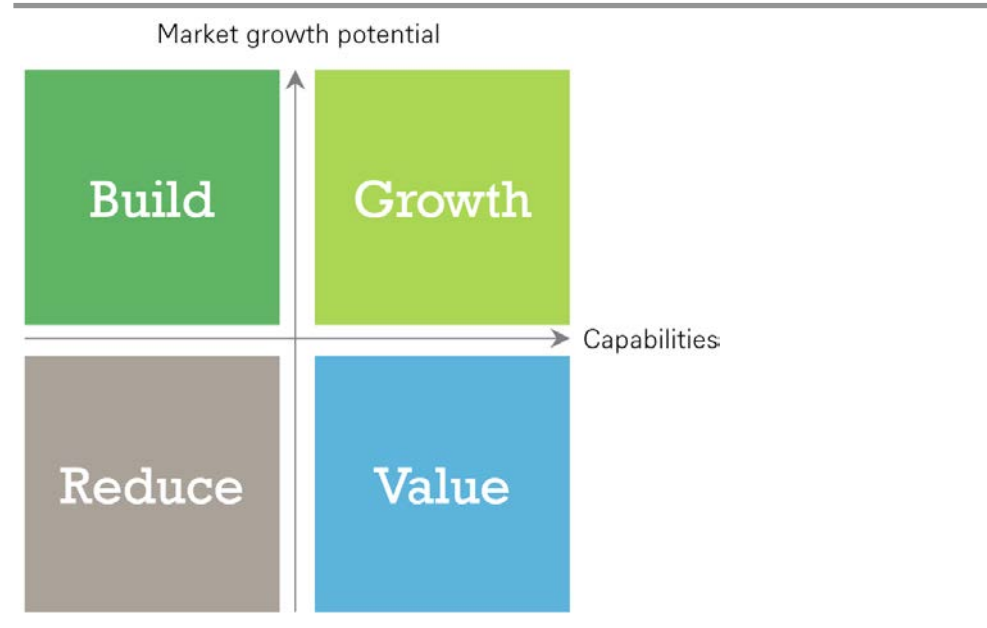 Market growth potential
Build
Growth
Capabilities
Reduce
Value